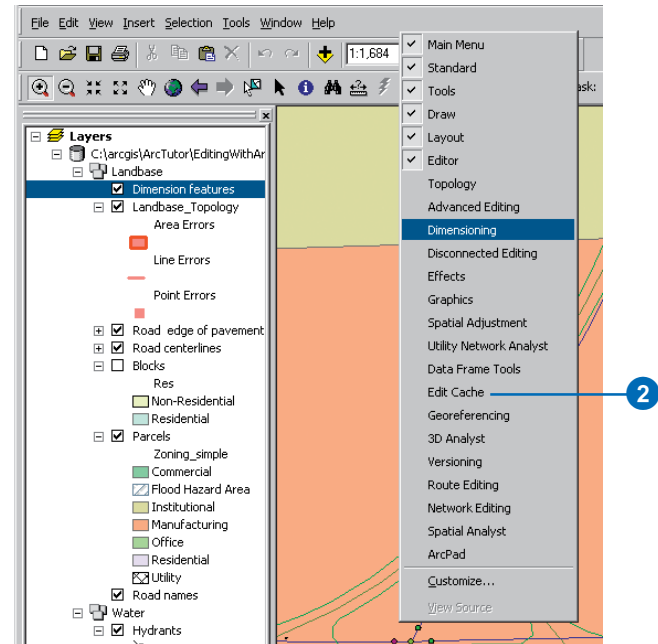 File Edit View Insert Selection Tools Window Help
1:1,684
ask:
Layers
C:\arcgis\ArcTutor\EditingWithAr
Landbase
Dimension features
Landbase_Topology
Area Errors
Line Errors
Point Errors
Road edge of pavement
Road centerlines
Blocks
Res
Non-Residential
Residential
Parcels
Zoning_simple
Commercial
Flood Hazard Area
Institutional
Manufacturing
Office
Residential
Utility
Road names
Water
Hydrants
Main Menu
Standard
Tools
Draw
Layout
Editor
Topology
Advanced Editing
Dimensioning
Disconnected Editing
Effects
Graphics
Spatial Adjustment
Utility Network Analyst
Data Frame Tools
Edit Cache
Georeferencing
3D Analyst
Versioning
Route Editing
Network Editing
Spatial Analyst
ArcPad
Customize...
View Source
2